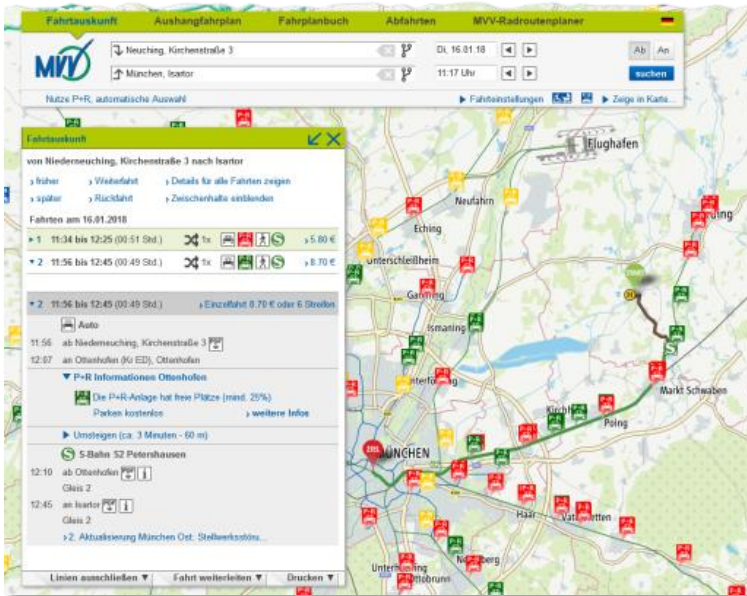 Fahrtauskunft Aushangfahrplan Fahrplanbuch Abfahrten MVV-Radroutenplaner
MVV
Neuching, Kirchenstraße 3
Di, 16.01.18
Ab An
München, Isartor
11:17 Uhr
suchen
Nutze P+R, automatische Auswahl
Fahrteinstellungen
Zeige in Karte...
Fahrtauskunft
von Niederneuching, Kirchenstraße 3 nach Isartor
früher Weiterfahrt Details für alle Fahrten zeigen
später Rückfahrt Zwischenhalte einblenden
Fahrten am 16.01.2018
1 11:34 bis 12:25 (00:51 Std.) 1x 5.80 €
2 11:56 bis 12:45 (00:49 Std.) 1x 8.70 €
2 11:56 bis 12:45 (00:49 Std.) Einzelfahrt 8.70 € oder 6 Streifen
Auto
11:56 ab Niederneuching, Kirchenstraße 3
12:07 an Ottenhofen (Kr ED), Ottenhofen
P+R Informationen Ottenhofen
Die P+R-Anlage hat freie Plätze (mind. 25%)
Parken kostenlos weitere Infos
Umsteigen (ca. 3 Minuten - 60 m)
S-Bahn S2 Petershausen
12:10 ab Ottenhofen
Gleis 2
12:45 an Isartor
Gleis 2
2. Aktualisierung München Ost: Stellwerksstöru...
Linien ausschließen Fahrt weiterleiten Drucken
Flughafen
Neufahrn
Eching
Unterschleißheim
Ismaning
START
H
S
Markt Schwaben
Poing
ZIEL
MÜNCHEN
Haar